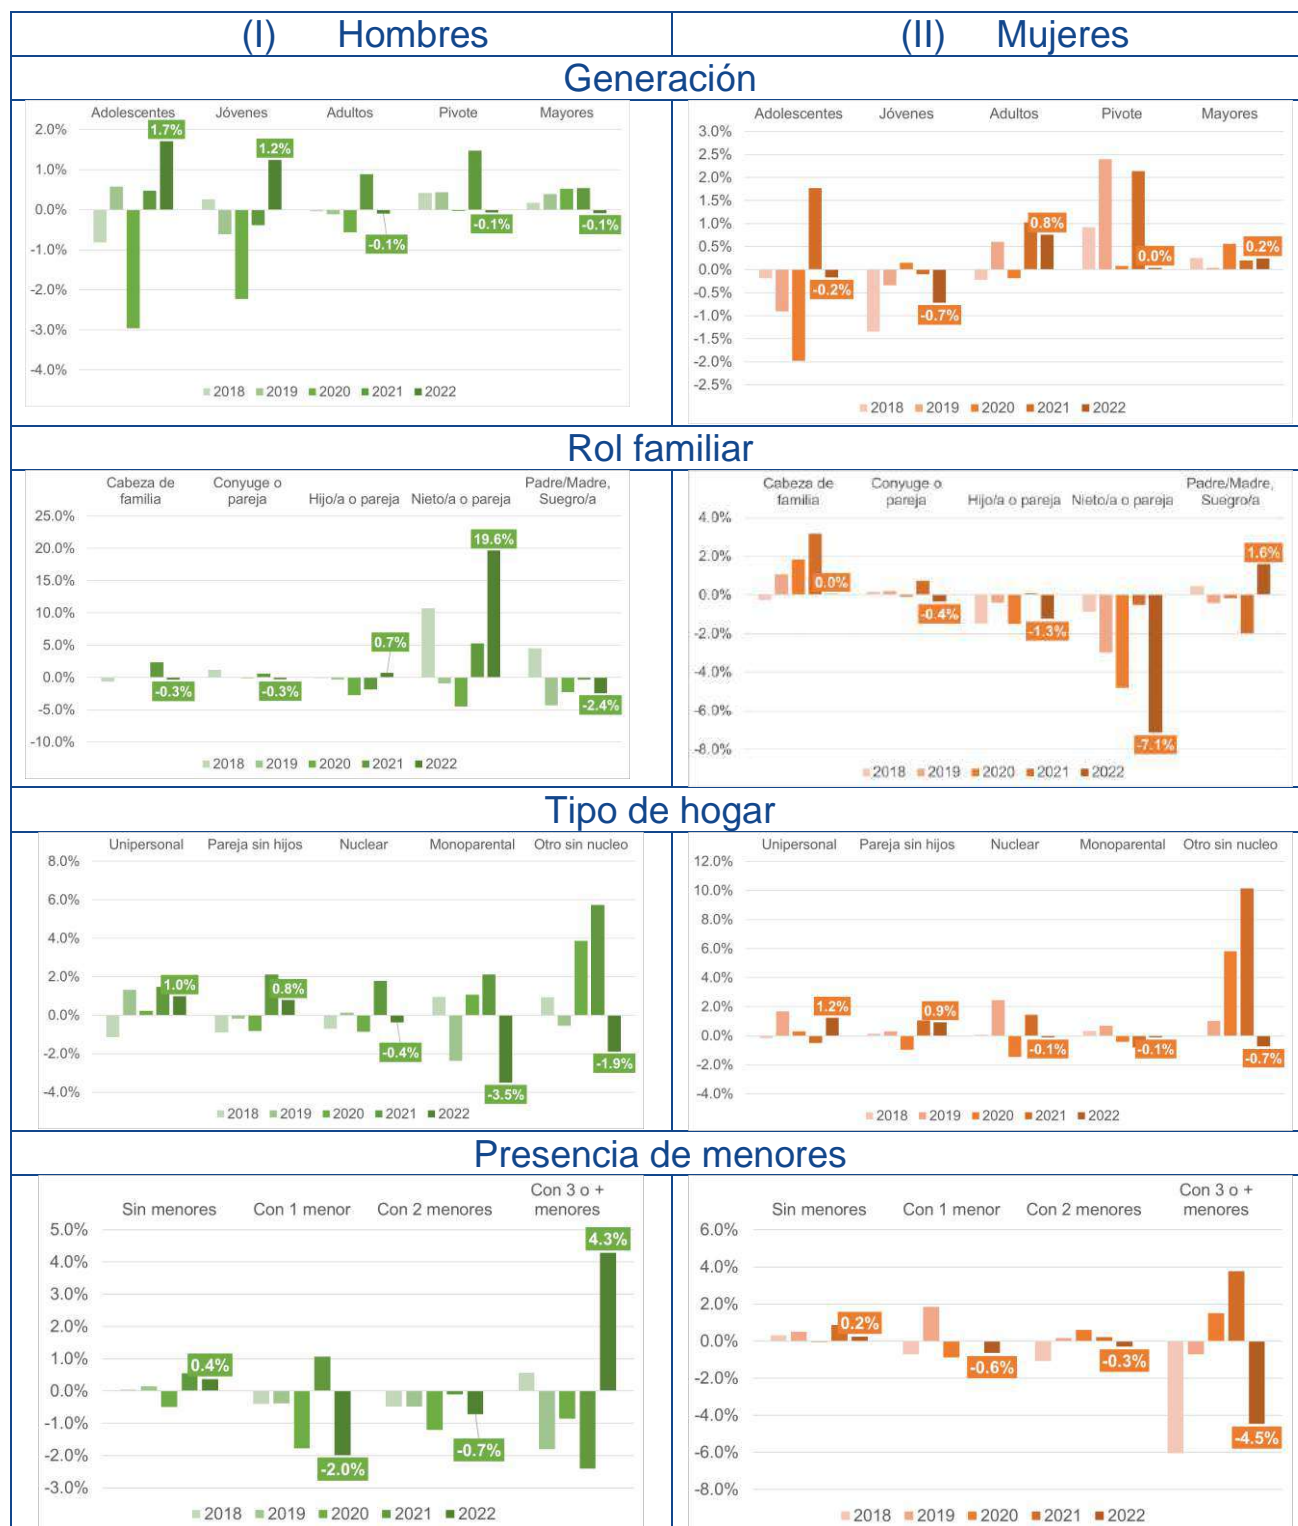 (I) Hombres
(II) Mujeres
Generación
Adolescentes Jóvenes Adultos Pivote Mayores
2.0%
1.0%
0.0%
-1.0%
-2.0%
-3.0%
-4.0%
1.7%
1.2%
-0.1%
-0.1%
-0.1%
2018 2019 2020 2021 2022
Adolescentes Jóvenes Adultos Pivote Mayores
3.0%
2.5%
2.0%
1.5%
1.0%
0.5%
0.0%
-0.5%
-1.0%
-1.5%
-2.0%
-2.5%
-0.2%
-0.7%
0.8%
0.0%
0.2%
2018 2019 2020 2021 2022
Rol familiar
Cabeza de familia
Conyuge o pareja
Hijo/a o pareja
Nieto/a o pareja
Padre/Madre, Suegro/a
25.0%
20.0%
15.0%
10.0%
5.0%
0.0%
-5.0%
-10.0%
-0.3%
-0.3%
0.7%
19.6%
-2.4%
2018 2019 2020 2021 2022
Cabeza de familia
Conyuge o pareja
Hijo/a o pareja
Nieto/a o pareja
Padre/Madre, Suegro/a
4.0%
2.0%
0.0%
-2.0%
-4.0%
-6.0%
-8.0%
0.0%
-0.4%
-1.3%
-7.1%
1.6%
2018 2019 2020 2021 2022
Tipo de hogar
Unipersonal Pareja sin hijos Nuclear Monoparental Otro sin nucleo
8.0%
6.0%
4.0%
2.0%
0.0%
-2.0%
-4.0%
1.0%
0.8%
-0.4%
-3.5%
-1.9%
2018 2019 2020 2021 2022
Unipersonal Pareja sin hijos Nuclear Monoparental Otro sin nucleo
12.0%
10.0%
8.0%
6.0%
4.0%
2.0%
0.0%
-2.0%
-4.0%
1.2%
0.9%
-0.1%
-0.1%
-0.7%
2018 2019 2020 2021 2022
Presencia de menores
Sin menores
Con 1 menor
Con 2 menores
Con 3 o + menores
5.0%
4.0%
3.0%
2.0%
1.0%
0.0%
-1.0%
-2.0%
-3.0%
0.4%
-2.0%
-0.7%
4.3%
2018 2019 2020 2021 2022
Sin menores
Con 1 menor
Con 2 menores
Con 3 o + menores
6.0%
4.0%
2.0%
0.0%
-2.0%
-4.0%
-6.0%
-8.0%
0.2%
-0.6%
-0.3%
-4.5%
2018 2019 2020 2021 2022